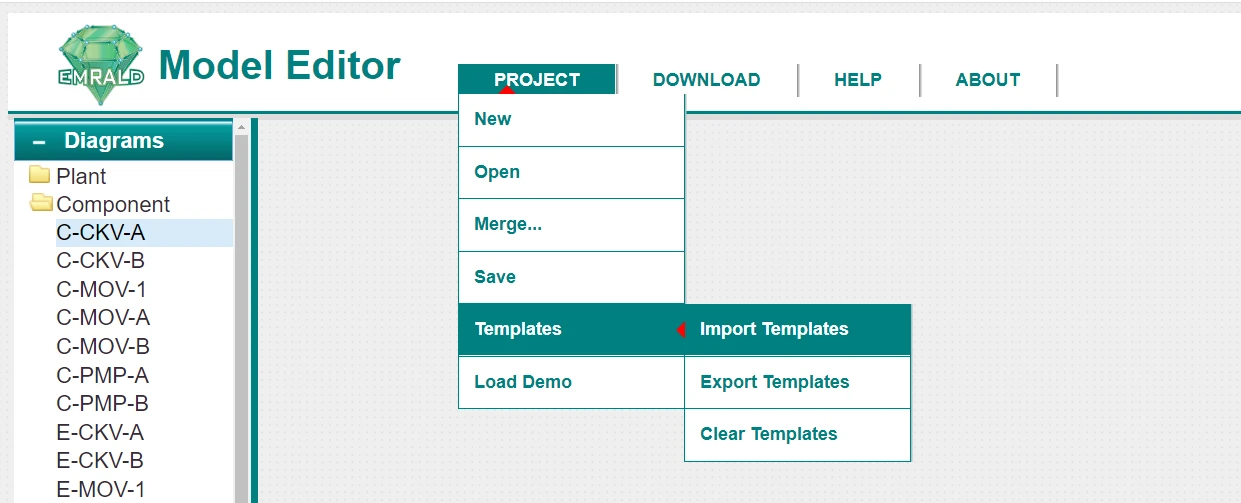 EMRALD
Model Editor
PROJECT
DOWNLOAD
HELP
ABOUT
New
Open
Merge...
Save
Templates
Import Templates
Load Demo
Export Templates
Clear Templates
– Diagrams
Plant
Component
C-CKV-A
C-CKV-B
C-MOV-1
C-MOV-A
C-MOV-B
C-PMP-A
C-PMP-B
E-CKV-A
E-CKV-B
E-MOV-1